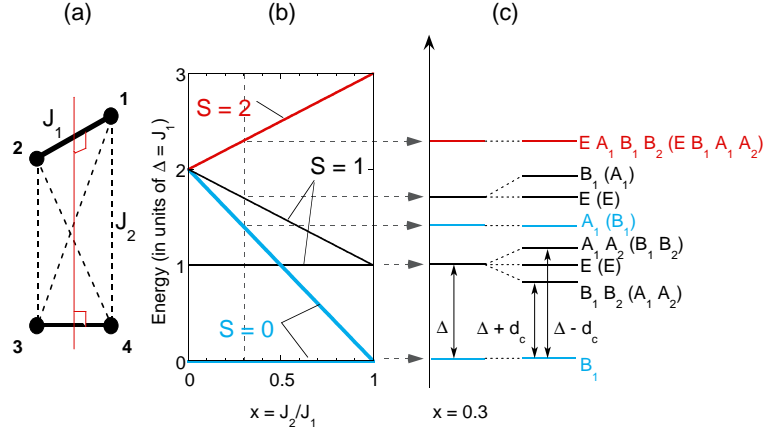 (a)
(b)
(c)
1
J₁
2
J₂
3
4
Energy (in units of Δ = J₁)
3
2
1
0
0
0.5
1
x = J₂/J₁
S = 2
S = 1
S = 0
E A₁ B₁ B₂ (E B₁ A₁ A₂)
B₁ (A₁)
E (E)
A₁ (B₁)
A₁ A₂ (B₁ B₂)
E (E)
B₁ B₂ (A₁ A₂)
Δ
Δ + d_c
Δ - d_c
B₁
x = 0.3